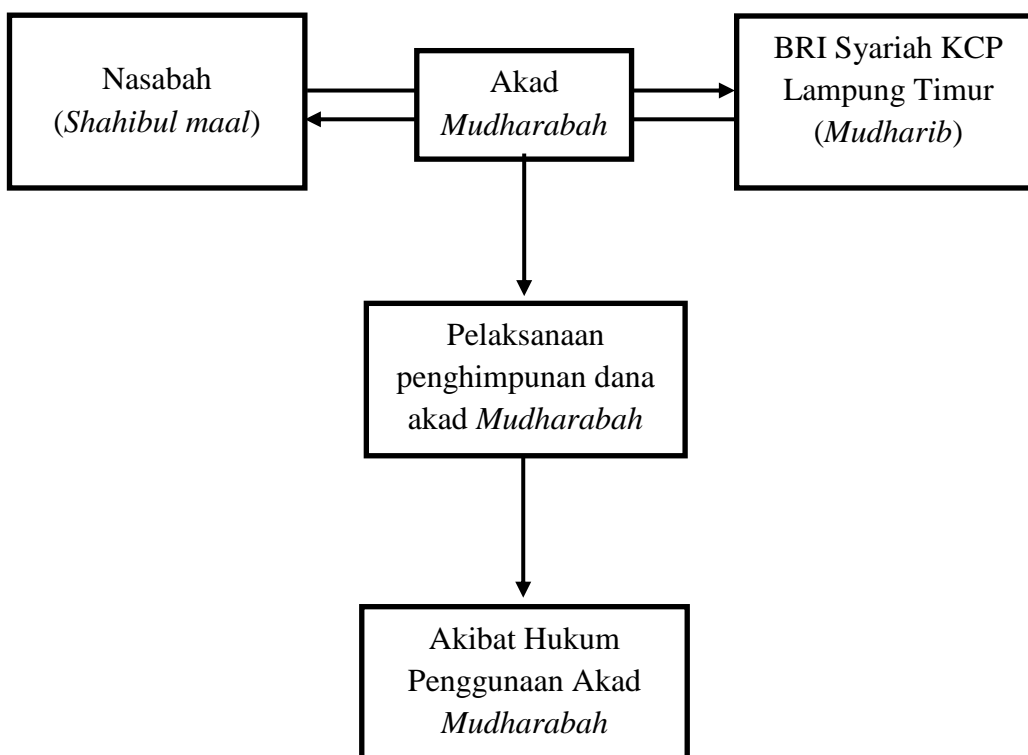 Nasabah
(Shahibul maal)
Akad
Mudharabah
BRI Syariah KCP
Lampung Timur
(Mudharib)
Pelaksanaan
penghimpunan dana
akad Mudharabah
Akibat Hukum
Penggunaan Akad
Mudharabah